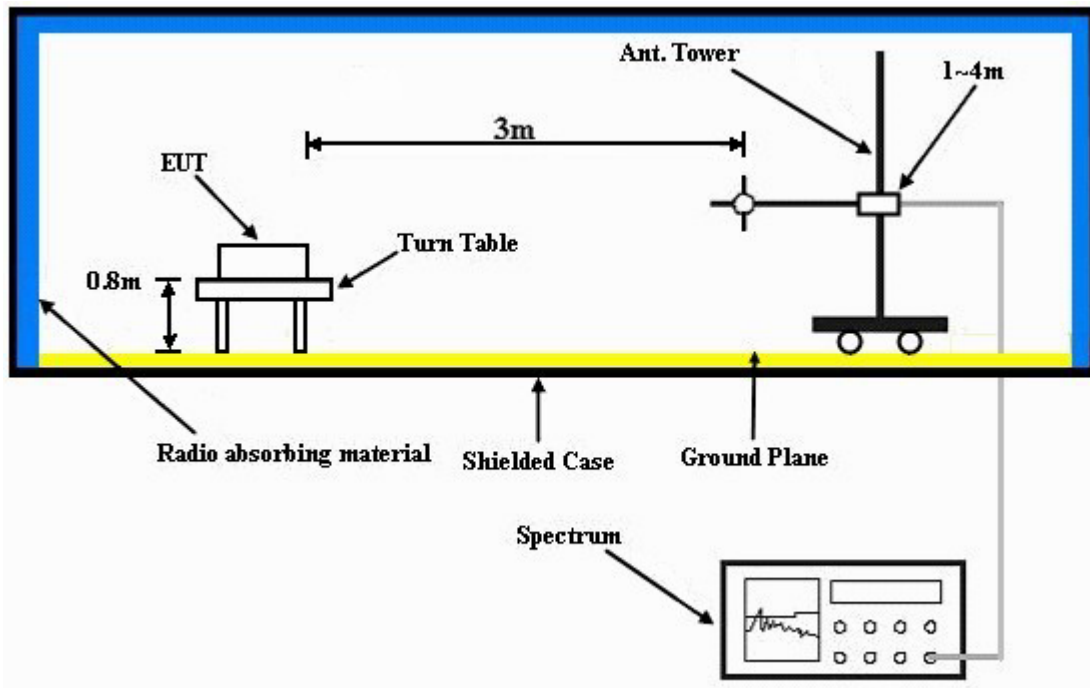 Ant. Tower
1~4m
3m
EUT
Turn Table
0.8m
Radio absorbing material
Shielded Case
Ground Plane
Spectrum